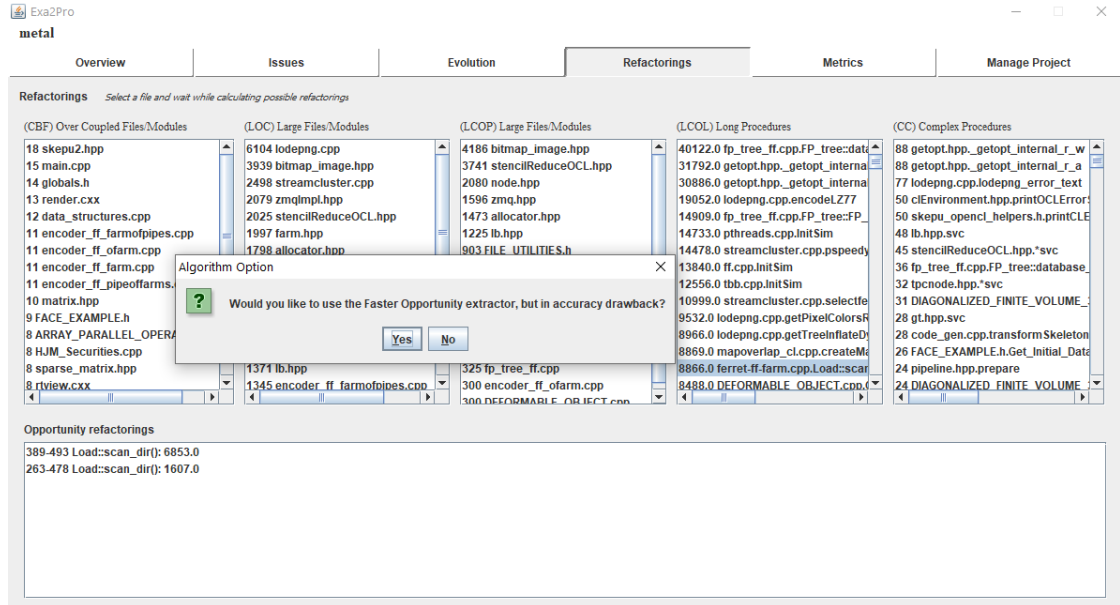 Exa2Pro
metal
Overview
Issues
Evolution
Refactorings
Metrics
Manage Project
Refactorings Select a file and wait while calculating possible refactorings
(CBF) Over Coupled Files/Modules
18 skepu2.hpp
15 main.cpp
14 globals.h
13 render.cxx
12 data_structures.cpp
11 encoder_ff_farmofpipes.cpp
11 encoder_ff_ofarm.cpp
11 encoder_ff_farm.cpp
11 encoder_ff_pipeoffarms.
10 matrix.hpp
9 FACE_EXAMPLE.h
8 ARRAY_PARALLEL_OPERA
8 HJM_Securities.cpp
8 sparse_matrix.hpp
8 rtview.cxx
(LOC) Large Files/Modules
6104 lodepng.cpp
3939 bitmap_image.hpp
2498 streamcluster.cpp
2079 zmqImpl.hpp
2025 stencilReduceOCL.hpp
1997 farm.hpp
1798 allocator.hpp
1371 lb.hpp
1345 encoder_ff_farmofpipes.cpp
(LCOP) Large Files/Modules
4186 bitmap_image.hpp
3741 stencilReduceOCL.hpp
2080 node.hpp
1596 zmq.hpp
1473 allocator.hpp
1225 lb.hpp
903 FILE_UTILITIES.h
325 fp_tree_ff.cpp
300 encoder_ff_ofarm.cpp
300 DEFORMABLE_OBJECT.cpp
(LCOL) Long Procedures
40122.0 fp_tree_ff.cpp.FP_tree::data
31792.0 getopt.hpp._getopt_interna
30886.0 getopt.hpp._getopt_interna
19052.0 lodepng.cpp.encodeLZ77
14909.0 fp_tree_ff.cpp.FP_tree::FP_
14733.0 pthreads.cpp.InitSim
14478.0 streamcluster.cpp.pspeedy
13840.0 ff.cpp.InitSim
12556.0 tbb.cpp.InitSim
10999.0 streamcluster.cpp.selectfe
9532.0 lodepng.cpp.getPixelColorsR
8966.0 lodepng.cpp.getTreeInflateDy
8869.0 mapoverlap_cl.cpp.createMa
8866.0 ferret-ff-farm.cpp.Load::scar
8488.0 DEFORMABLE_OBJECT.cpp.(
(CC) Complex Procedures
88 getopt.hpp._getopt_internal_r_w
88 getopt.hpp._getopt_internal_r_a
77 lodepng.cpp.lodepng_error_text
50 clEnvironment.hpp.printOCLErrorS
50 skepu_opencl_helpers.h.printCLE
48 lb.hpp.svc
45 stencilReduceOCL.hpp.*svc
36 fp_tree_ff.cpp.FP_tree::database_
32 tpcnode.hpp.*svc
31 DIAGONALIZED_FINITE_VOLUME_
28 gt.hpp.svc
28 code_gen.cpp.transformSkeleton
26 FACE_EXAMPLE.h.Get_Initial_Data
24 pipeline.hpp.prepare
24 DIAGONALIZED_FINITE_VOLUME_
Algorithm Option
Would you like to use the Faster Opportunity extractor, but in accuracy drawback?
Yes
No
Opportunity refactorings
389-493 Load::scan_dir(): 6853.0
263-478 Load::scan_dir(): 1607.0